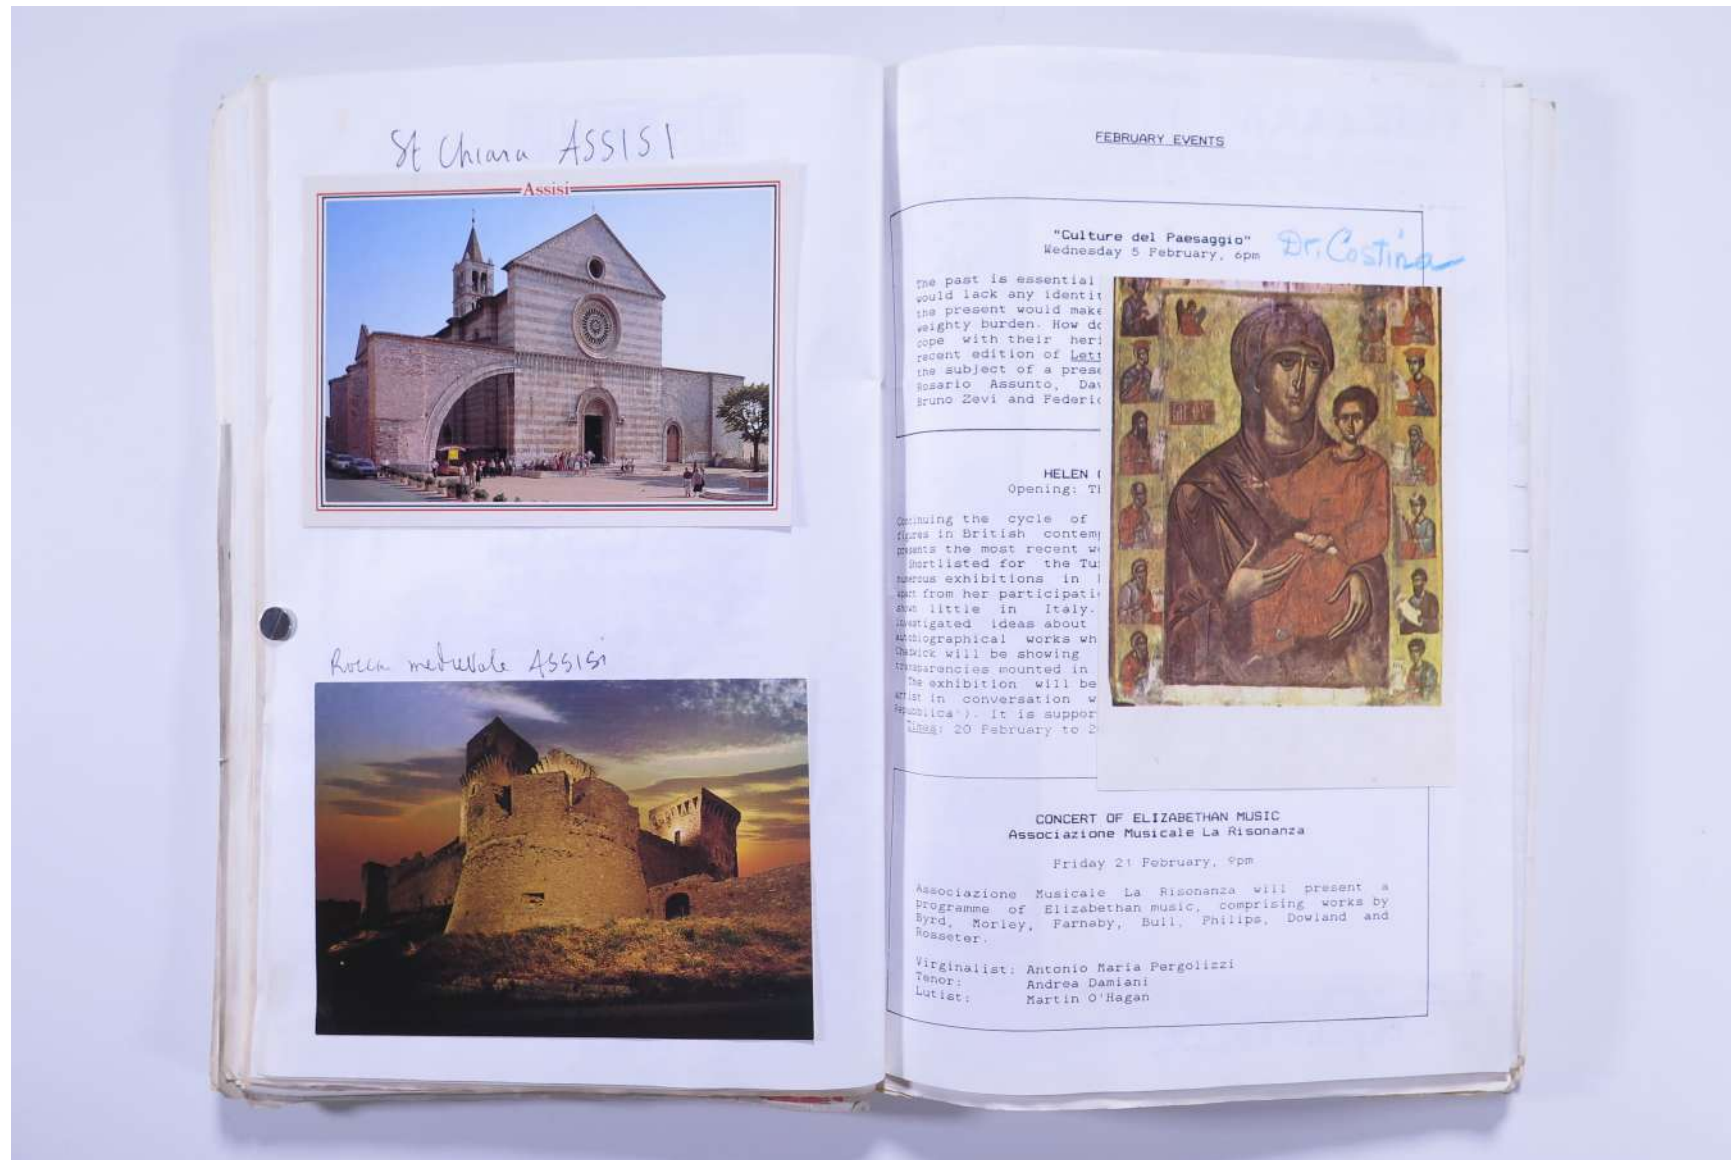 St Chiara ASSISI
Assisi
Rocca medievale ASSISI
FEBRUARY EVENTS
"Culture del Paesaggio"
Wednesday 5 February, 6pm
Dr. Costina
The past is essential
would lack any identit
the present would make
weighty burden. How do
cope with their heri
recent edition of Lett
the subject of a prese
Rosario Assunto, Dav
Bruno Zevi and Federic
HELEN
Opening: Th
Continuing the cycle of
figures in British contem
presents the most recent w
Shortlisted for the Tu
numerous exhibitions in
apart from her participati
shown little in Italy.
investigated ideas about
Autobiographical works wh
Chadwick will be showing
transparencies mounted in
The exhibition will be
artist in conversation w
Repubblica"). It is suppor
Times: 20 February to 2
CONCERT OF ELIZABETHAN MUSIC
Associazione Musicale La Risonanza
Friday 21 February, 9pm
Associazione Musicale La Risonanza will present a
programme of Elizabethan music, comprising works by
Byrd, Morley, Farnaby, Bull, Philips, Dowland and
Rosseter.
Virginalist: Antonio Maria Pergolizzi
Tenor: Andrea Damiani
Lutist: Martin O'Hagan